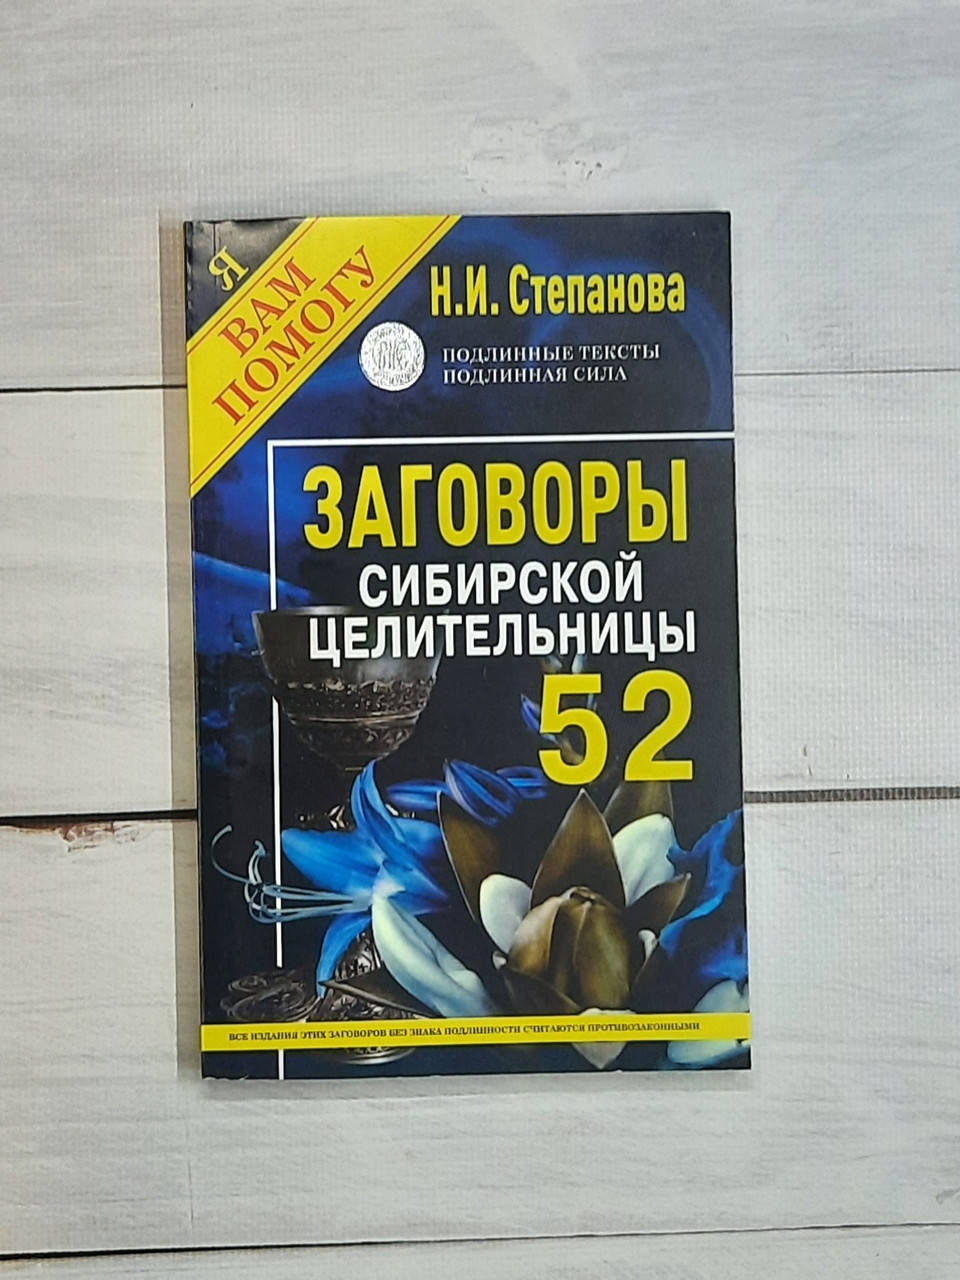 Я
ВАМ
ПОМОГУ
Н.И. Степанова
ПОДЛИННЫЕ ТЕКСТЫ
ПОДЛИННАЯ СИЛА
ЗАГОВОРЫ
СИБИРСКОЙ
ЦЕЛИТЕЛЬНИЦЫ
52
ВСЕ ИЗДАНИЯ ЭТИХ ЗАГОВОРОВ БЕЗ ЗНАКА ПОДЛИННОСТИ СЧИТАЮТСЯ ПРОТИВОЗАКОННЫМИ